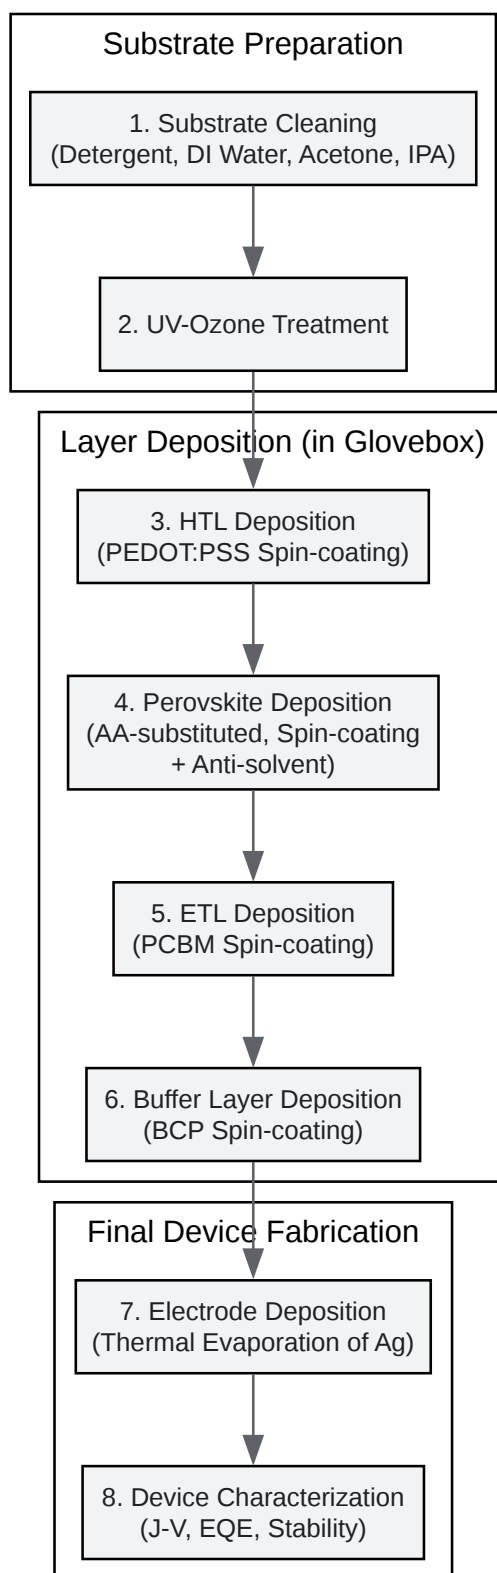 Substrate Preparation
1. Substrate Cleaning
(Detergent, DI Water, Acetone, IPA)
2. UV-Ozone Treatment
Layer Deposition (in Glovebox)
3. HTL Deposition
(PEDOT:PSS Spin-coating)
4. Perovskite Deposition
(AA-substituted, Spin-coating
+ Anti-solvent)
5. ETL Deposition
(PCBM Spin-coating)
6. Buffer Layer Deposition
(BCP Spin-coating)
Final Device Fabrication
7. Electrode Deposition
(Thermal Evaporation of Ag)
8. Device Characterization
(J-V, EQE, Stability)